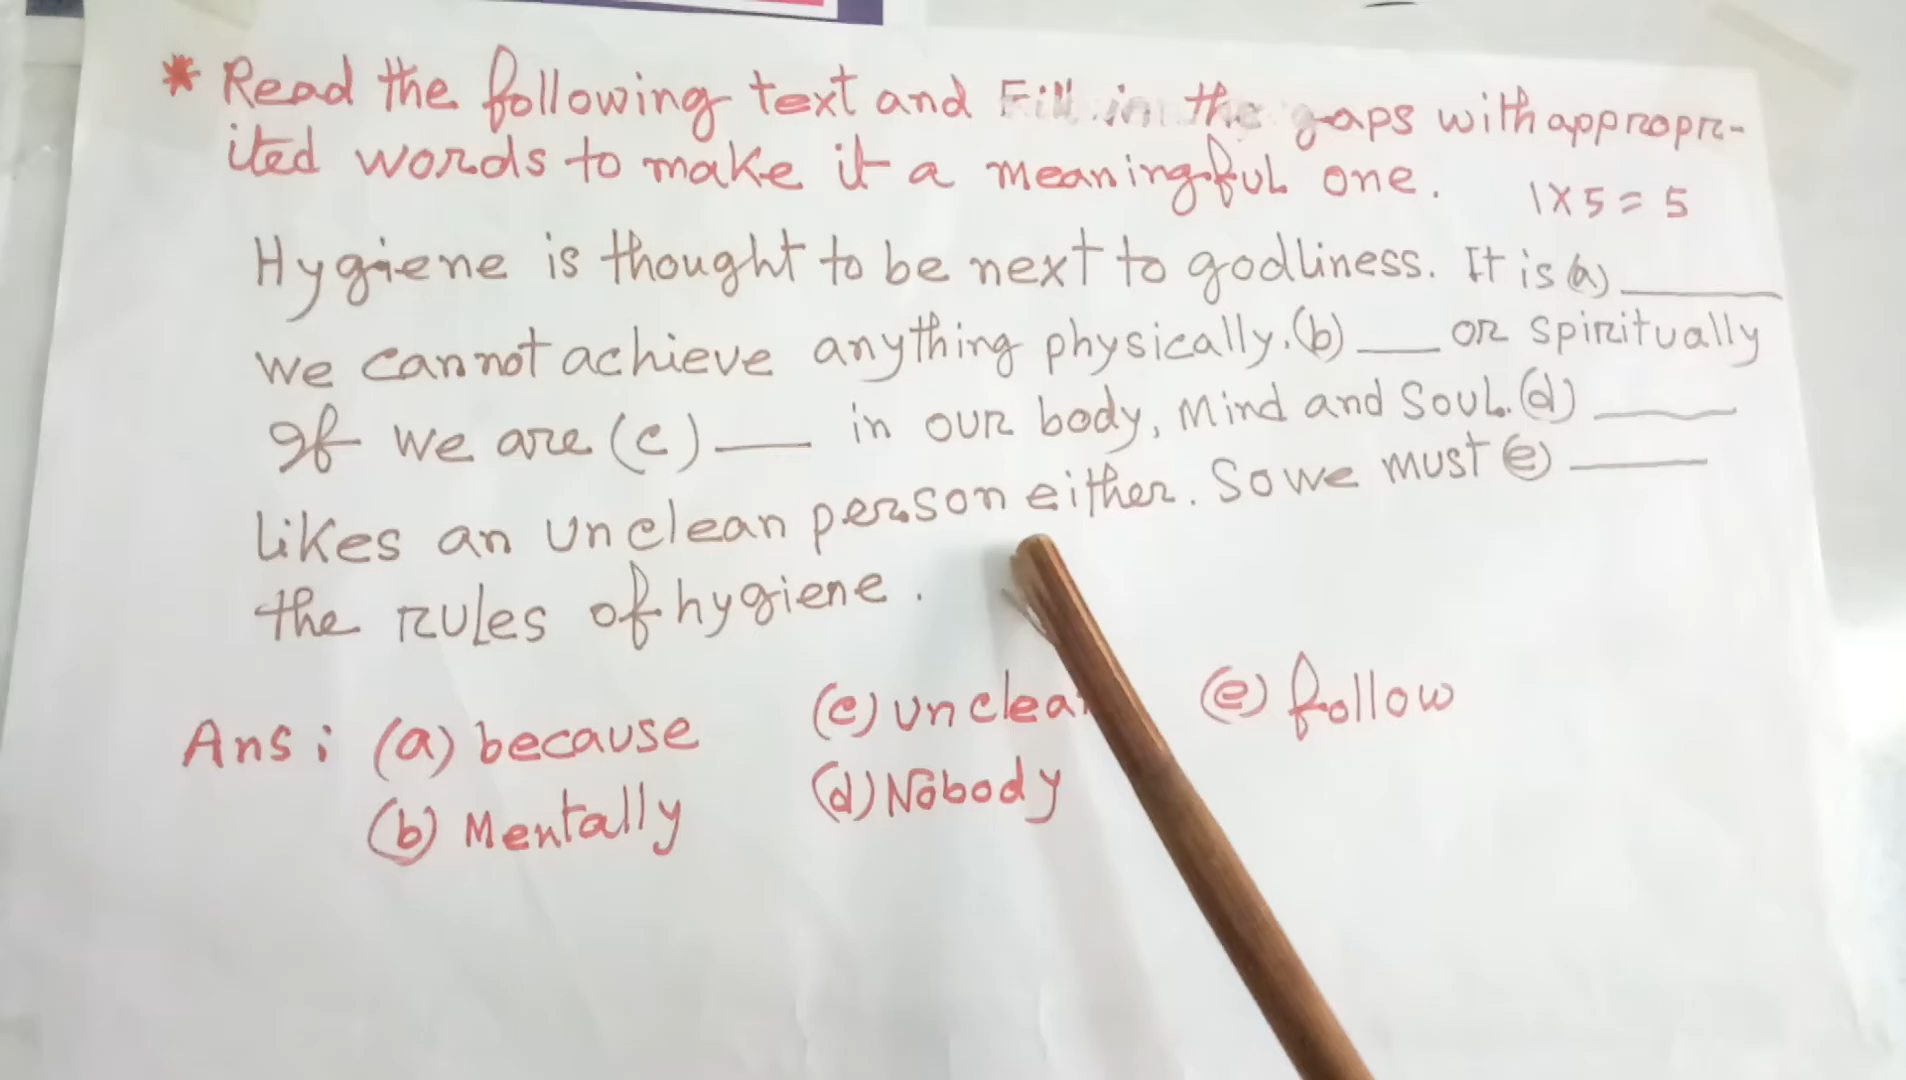 * Read the following text and Fill in the gaps with appropr-
ited words to make it a meaningful one.
1 X 5 = 5
Hygiene is thought to be next to godliness. It is (a) ____
we cannot achieve anything physically. (b) ___ or spiritually
If we are (c) ___ in our body, Mind and Soul. (d) ____
likes an unclean person either. So we must (e) ____
the rules of hygiene.
Ans: (a) because (c) unclea (e) follow
(b) Mentally (d) Nobody